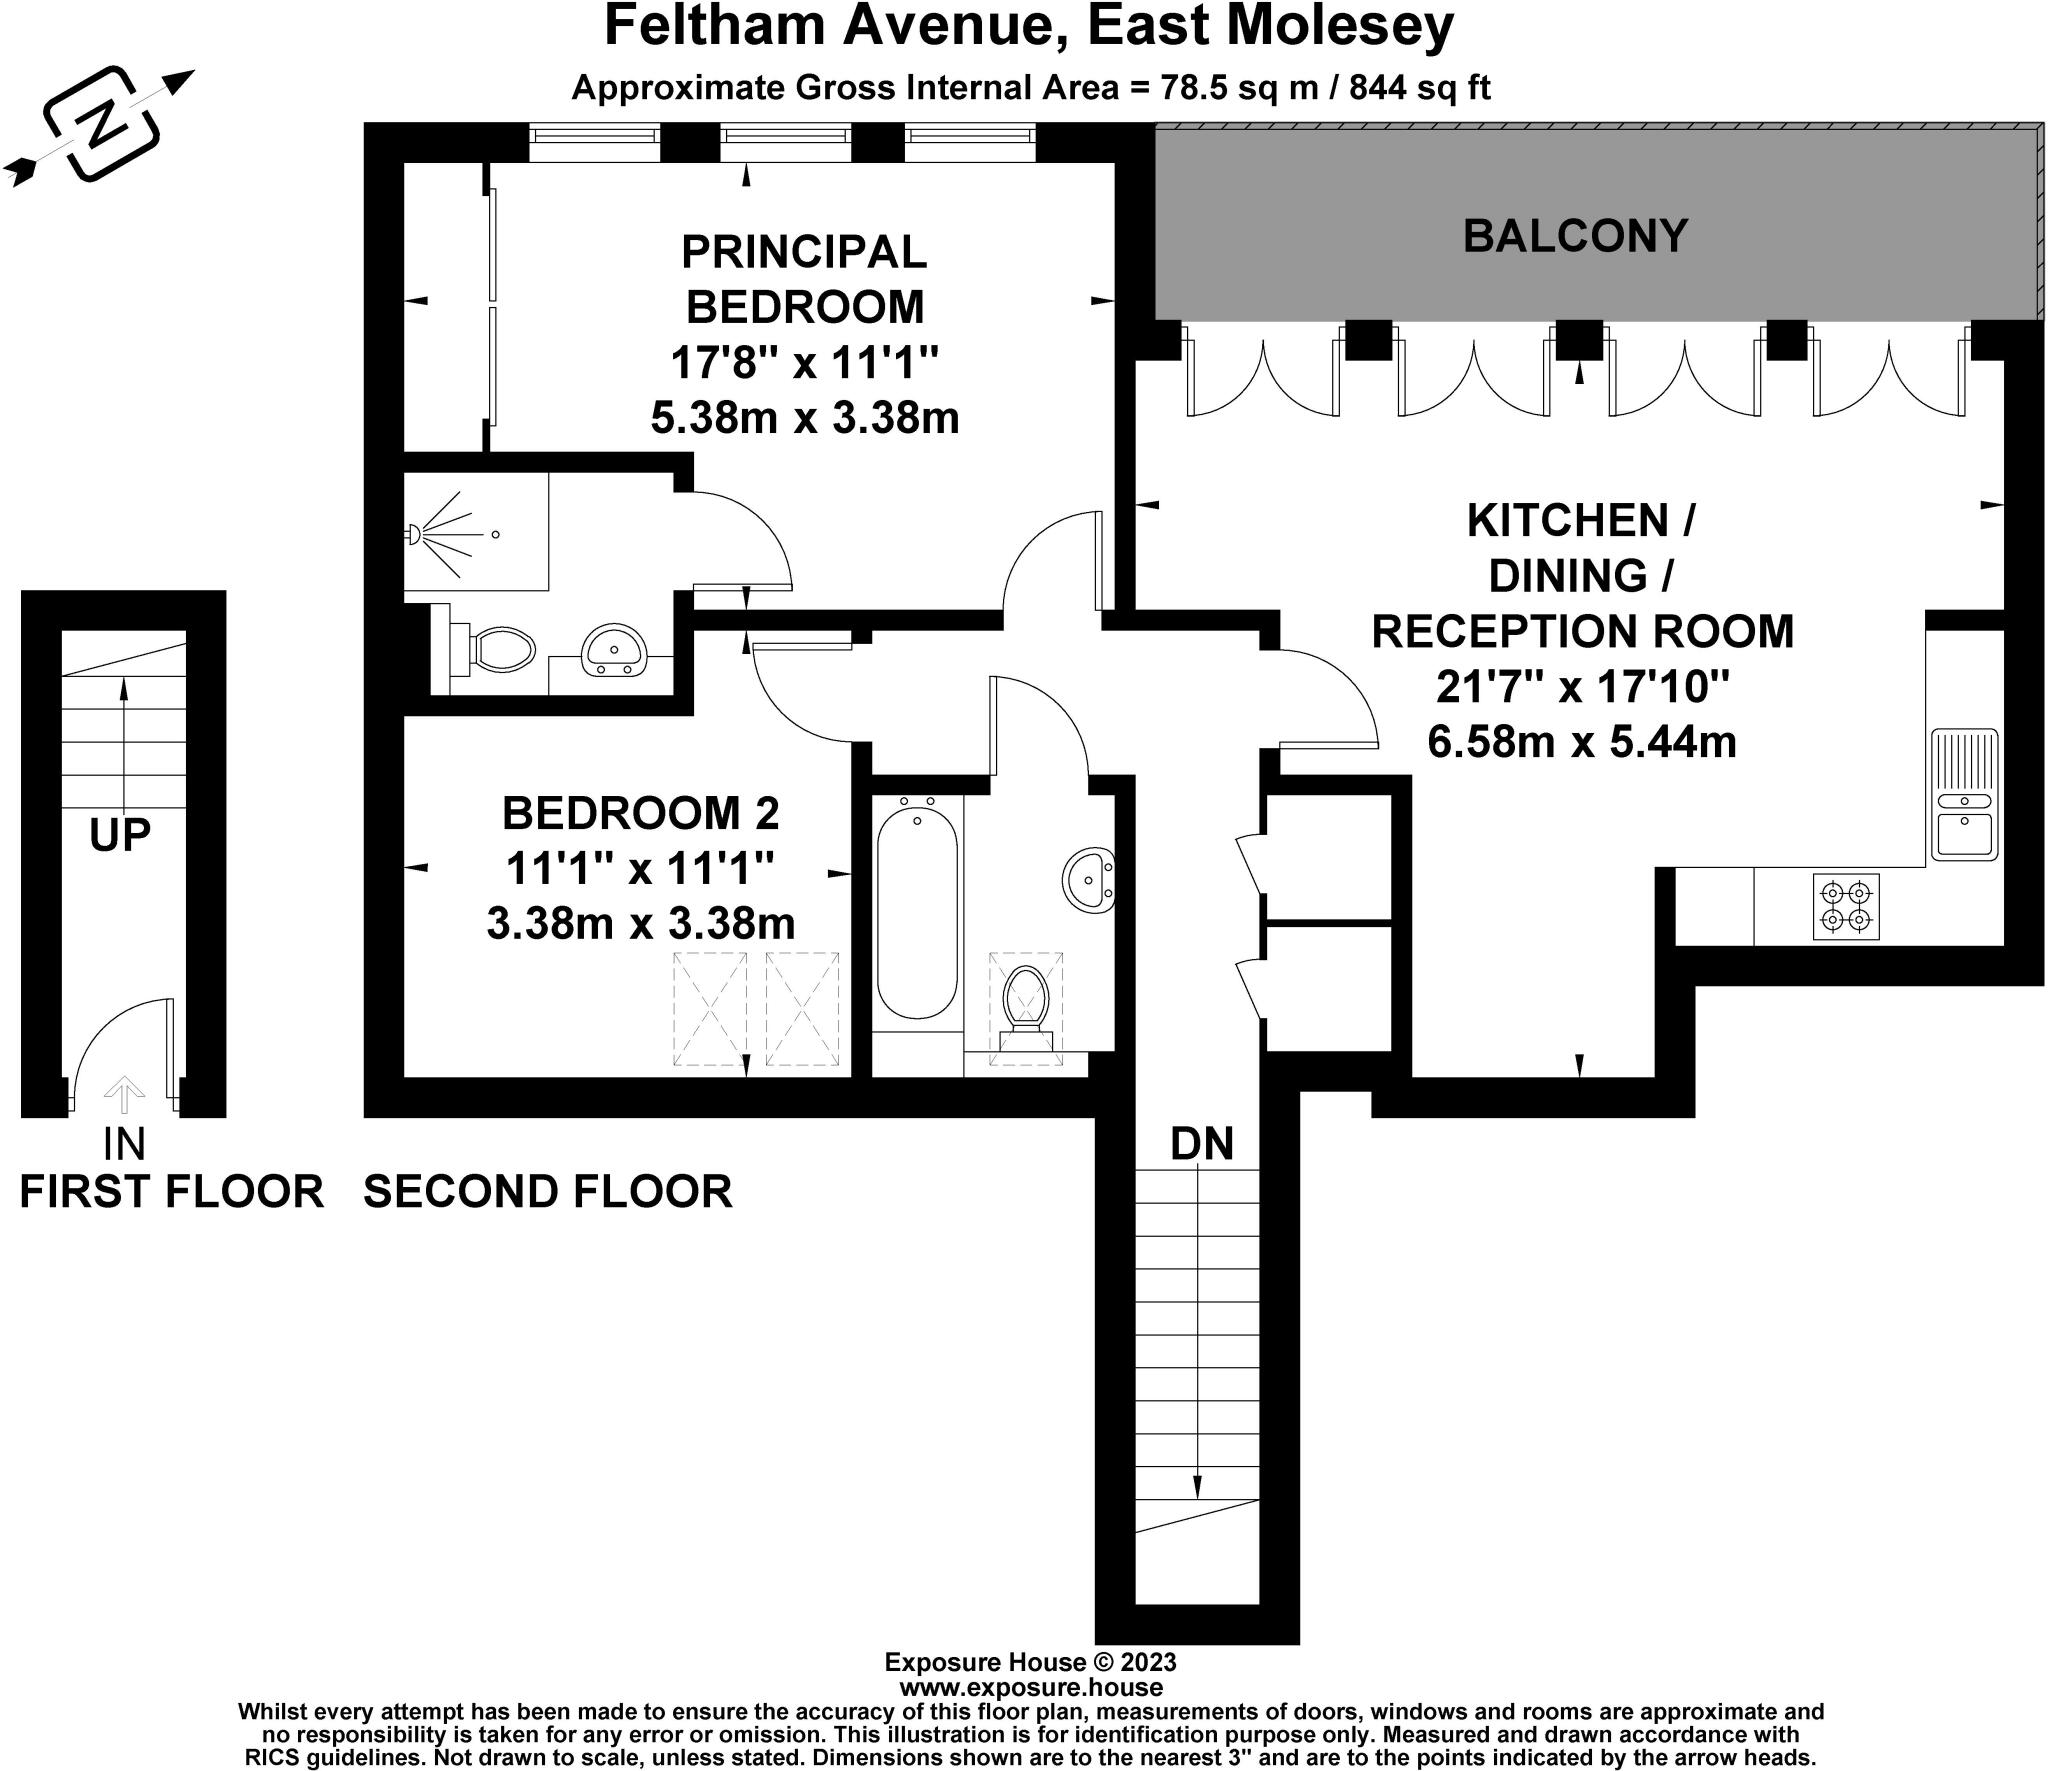 Feltham Avenue, East Molesey
Approximate Gross Internal Area = 78.5 sq m / 844 sq ft
N
BALCONY
PRINCIPAL
BEDROOM
17'8" x 11'1"
5.38m x 3.38m
KITCHEN /
DINING /
RECEPTION ROOM
21'7" x 17'10"
6.58m x 5.44m
BEDROOM 2
11'1" x 11'1"
3.38m x 3.38m
UP
IN
DN
FIRST FLOOR
SECOND FLOOR
Exposure House © 2023
www.exposure.house
Whilst every attempt has been made to ensure the accuracy of this floor plan, measurements of doors, windows and rooms are approximate and
no responsibility is taken for any error or omission. This illustration is for identification purpose only. Measured and drawn accordance with
RICS guidelines. Not drawn to scale, unless stated. Dimensions shown are to the nearest 3" and are to the points indicated by the arrow heads.